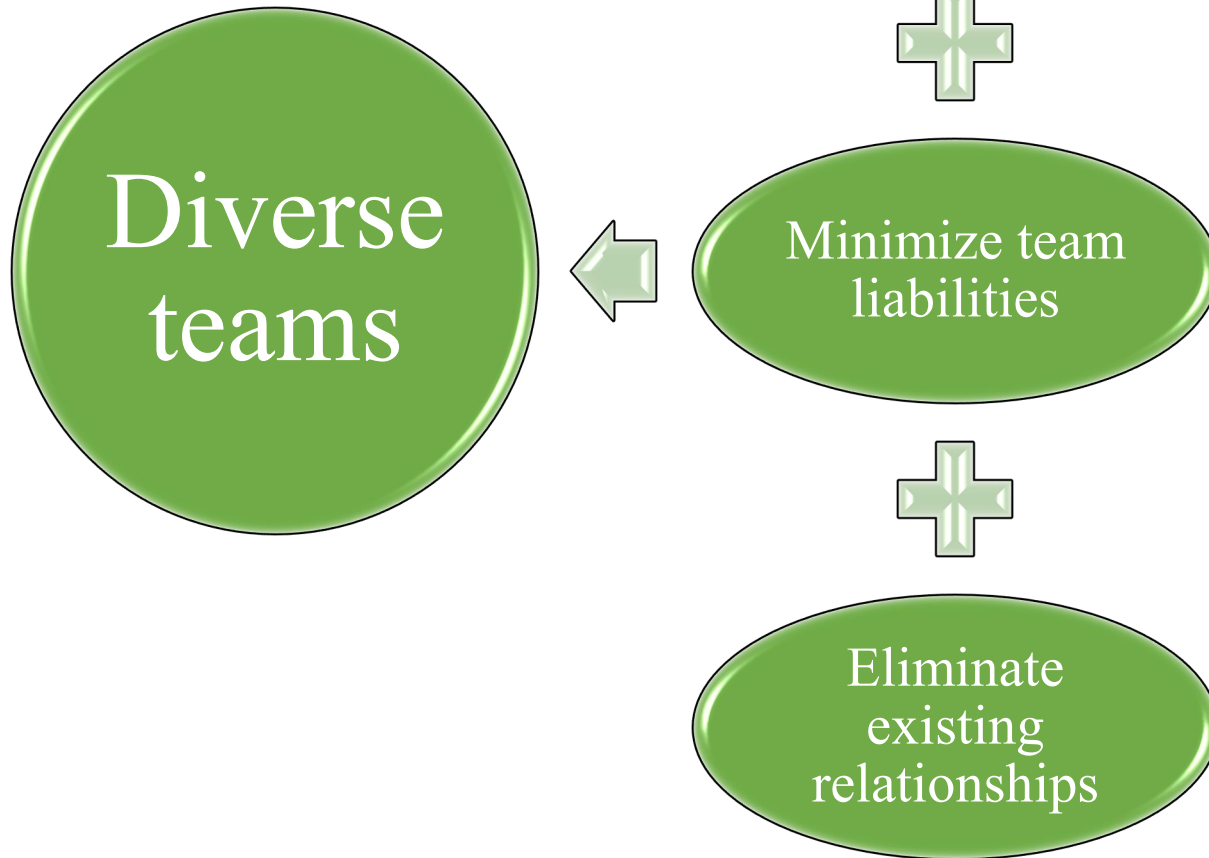 Diverse
teams
Minimize team
liabilities
Eliminate
existing
relationships